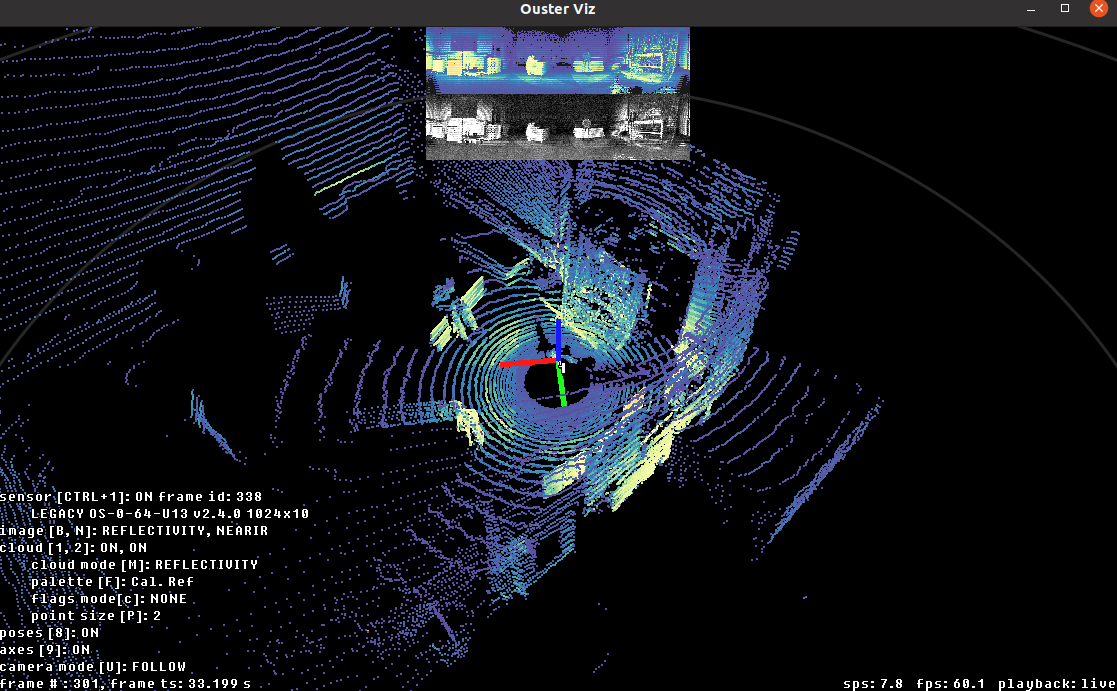 Ouster Viz
sensor [CTRL+1]: ON frame id: 338
LEGACY OS-0-64-U13 v2.4.0 1024x10
image [B, N]: REFLECTIVITY, NEARIR
cloud [1, 2]: ON, ON
cloud mode [M]: REFLECTIVITY
palette [F]: Cal. Ref
flags mode[c]: NONE
point size [P]: 2
poses [8]: ON
axes [9]: ON
camera mode [U]: FOLLOW
frame # : 301, frame ts: 33.199 s
sps: 7.8 fps: 60.1 playback: live